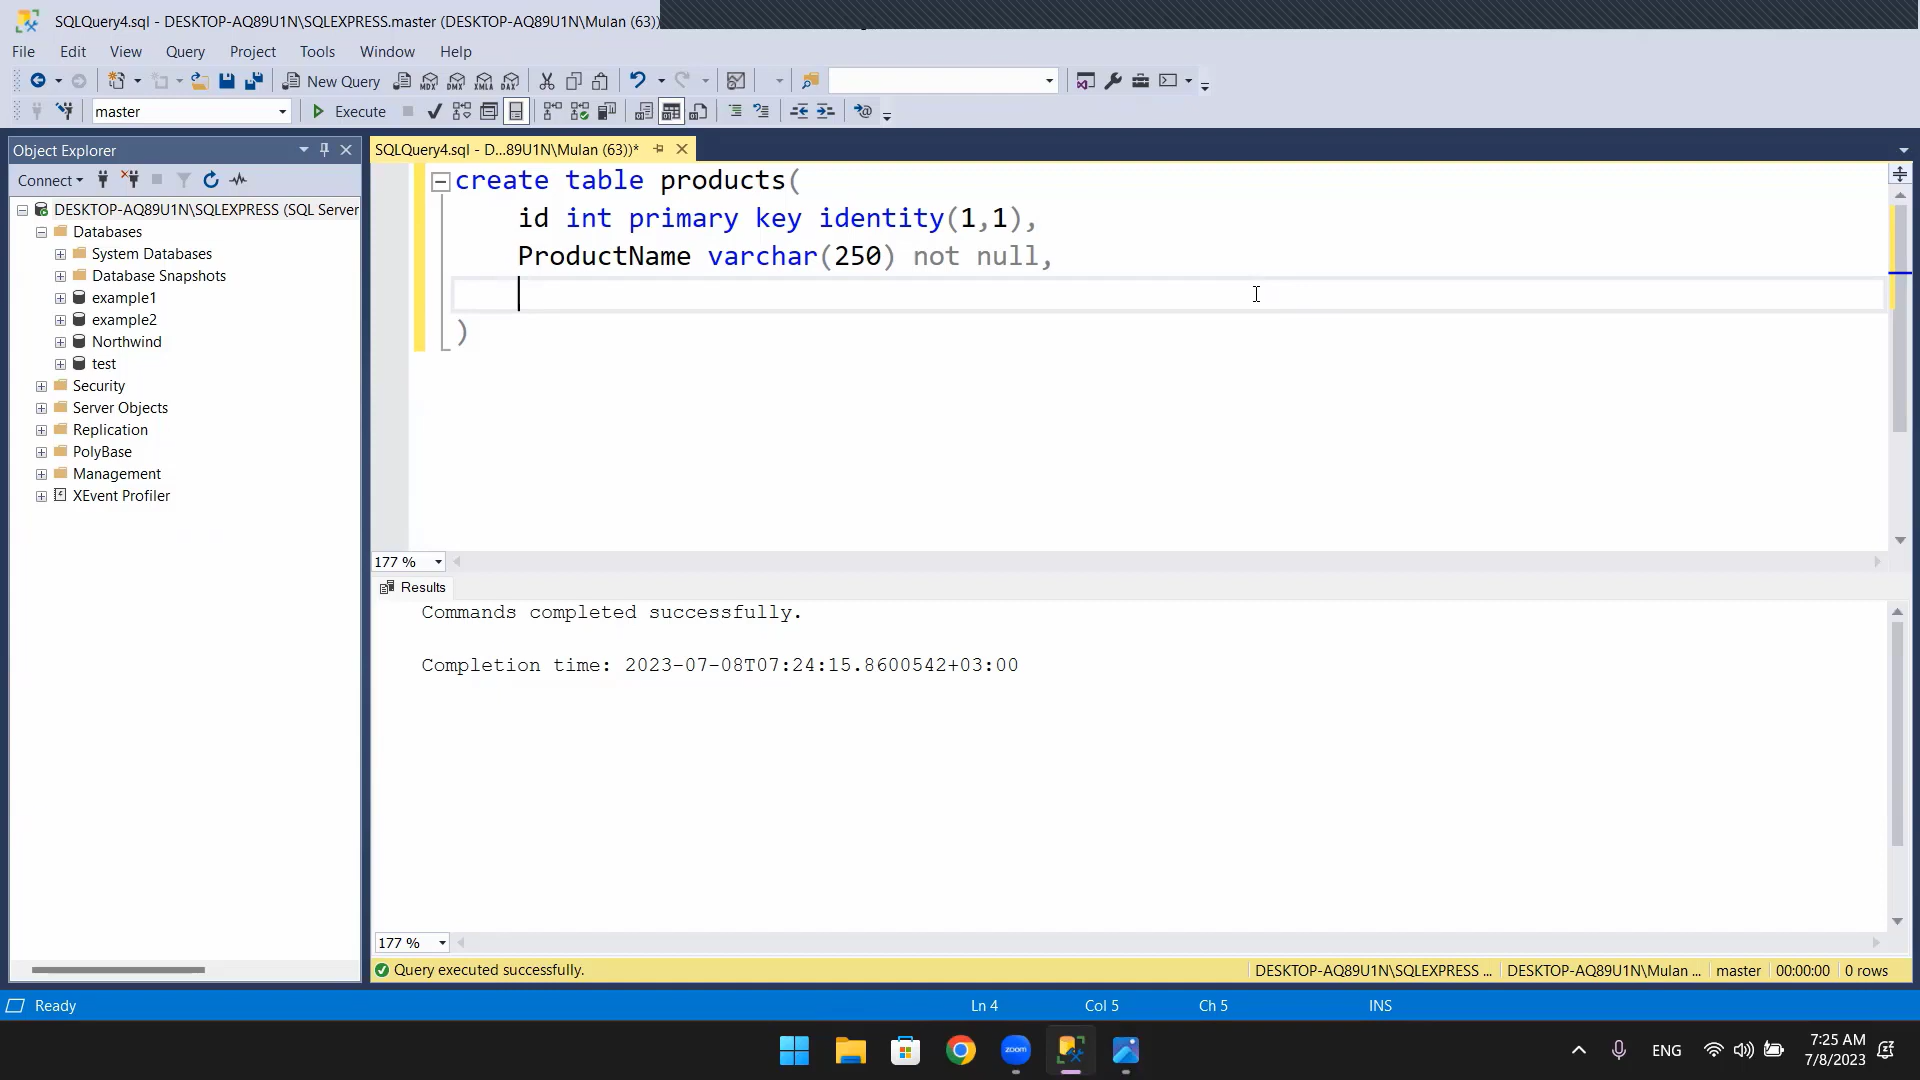 SQLQuery4.sql - DESKTOP-AQ89U1N\SQLEXPRESS.master (DESKTOP-AQ89U1N\Mulan (63))
File Edit View Query Project Tools Window Help
New Query MDX DMX XMLA DAX
master Execute
Object Explorer
Connect
DESKTOP-AQ89U1N\SQLEXPRESS (SQL Server
Databases
System Databases
Database Snapshots
example1
example2
Northwind
test
Security
Server Objects
Replication
PolyBase
Management
XEvent Profiler
SQLQuery4.sql - D...89U1N\Mulan (63))*
create table products(
id int primary key identity(1,1),
ProductName varchar(250) not null,
)
177 %
Results
Commands completed successfully.
Completion time: 2023-07-08T07:24:15.8600542+03:00
177 %
Query executed successfully. DESKTOP-AQ89U1N\SQLEXPRESS ... DESKTOP-AQ89U1N\Mulan ... master 00:00:00 0 rows
Ready Ln 4 Col 5 Ch 5 INS
zoom ENG 7:25 AM
7/8/2023